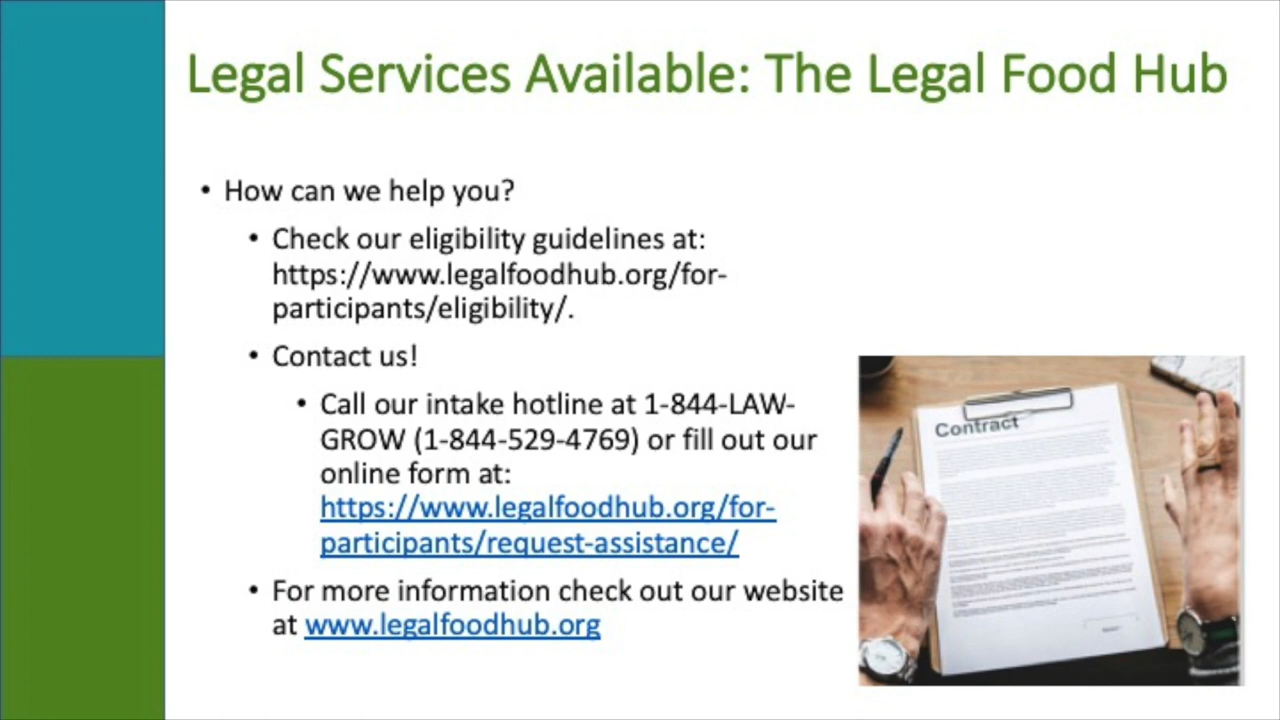 Legal Services Available: The Legal Food Hub
• How can we help you?
• Check our eligibility guidelines at:
https://www.legalfoodhub.org/for-
participants/eligibility/.
• Contact us!
• Call our intake hotline at 1-844-LAW-
GROW (1-844-529-4769) or fill out our
online form at:
https://www.legalfoodhub.org/for-
participants/request-assistance/
• For more information check out our website
at www.legalfoodhub.org
Contract